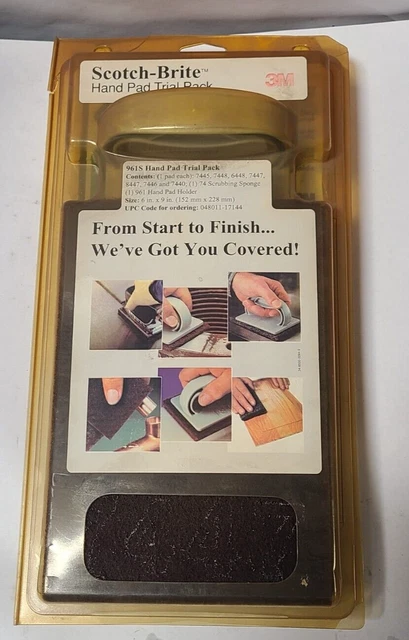 Scotch-Brite™
3M
Hand Pad Trial Pack
961S Hand Pad Trial Pack
Contents: (1 pad each): 7445, 7448, 6448, 7447,
8447, 7446 and 7440; (1) 74 Scrubbing Sponge
(1) 961 Hand Pad Holder
Size: 6 in. x 9 in. (152 mm x 228 mm)
UPC Code for ordering: 048011-17144
From Start to Finish...
We've Got You Covered!